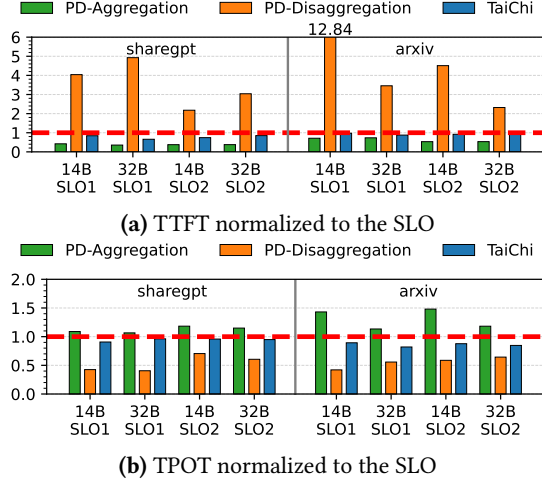 PD-Aggregation PD-Disaggregation TaiChi
12.84
6
sharegpt arxiv
5
4
3
2
1
0
14B 32B 14B 32B 14B 32B 14B 32B
SLO1 SLO1 SLO2 SLO2 SLO1 SLO1 SLO2 SLO2
(a) TTFT normalized to the SLO
PD-Aggregation PD-Disaggregation TaiChi
2.0
sharegpt arxiv
1.5
1.0
0.5
0.0
14B 32B 14B 32B 14B 32B 14B 32B
SLO1 SLO1 SLO2 SLO2 SLO1 SLO1 SLO2 SLO2
(b) TPOT normalized to the SLO